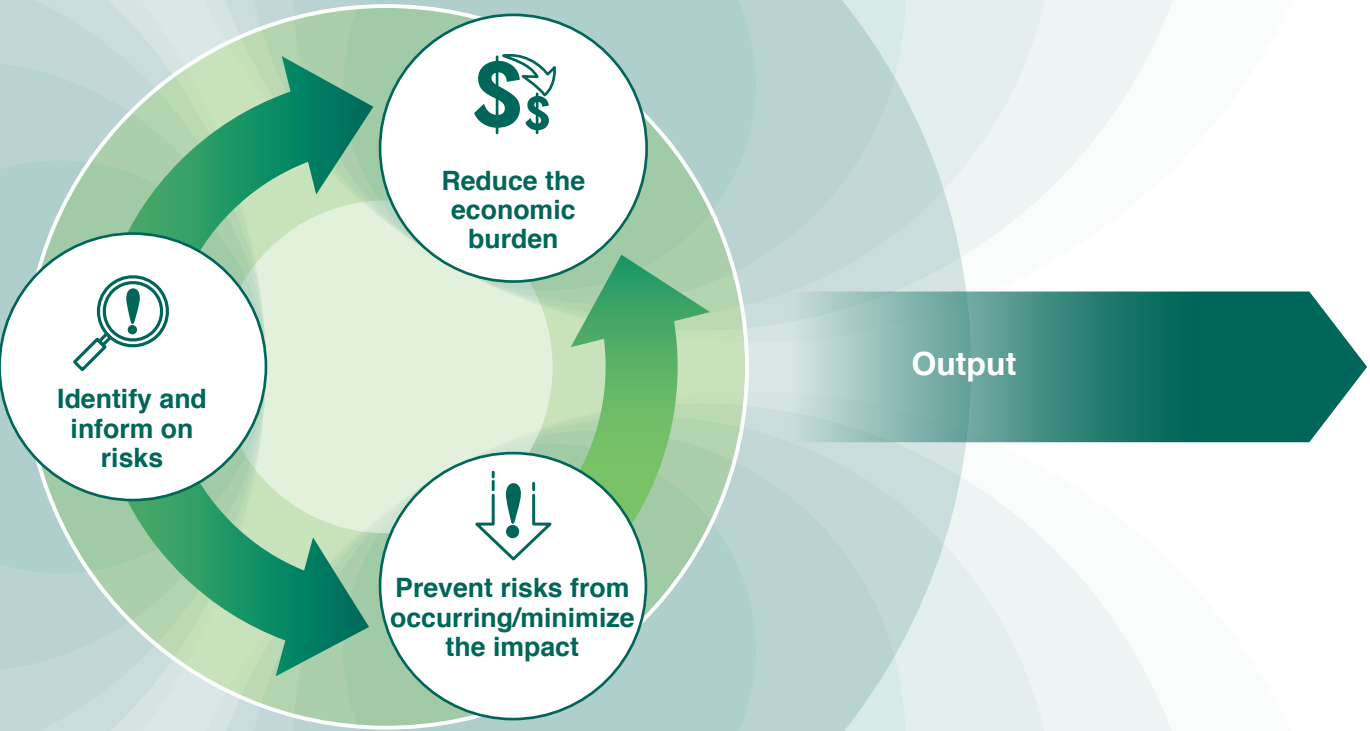 Reduce the
economic
burden
Identify and
inform on
risks
Output
Prevent risks from
occurring/minimize
the impact